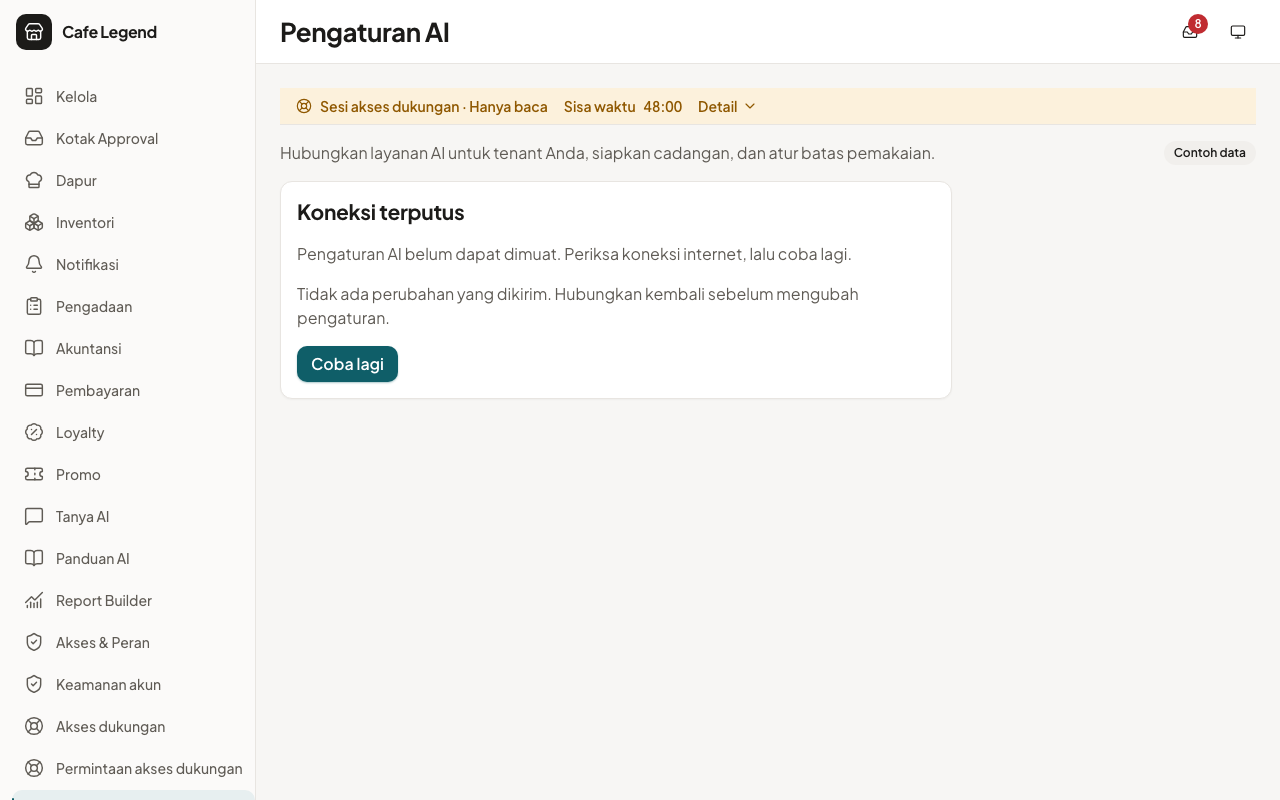 Cafe Legend
Kelola
Kotak Approval
Dapur
Inventori
Notifikasi
Pengadaan
Akuntansi
Pembayaran
Loyalty
Promo
Tanya AI
Panduan AI
Report Builder
Akses & Peran
Keamanan akun
Akses dukungan
Permintaan akses dukungan
Pengaturan AI
8
Sesi akses dukungan · Hanya baca Sisa waktu 48:00 Detail
Hubungkan layanan AI untuk tenant Anda, siapkan cadangan, dan atur batas pemakaian.
Contoh data
Koneksi terputus
Pengaturan AI belum dapat dimuat. Periksa koneksi internet, lalu coba lagi.
Tidak ada perubahan yang dikirim. Hubungkan kembali sebelum mengubah
pengaturan.
Coba lagi